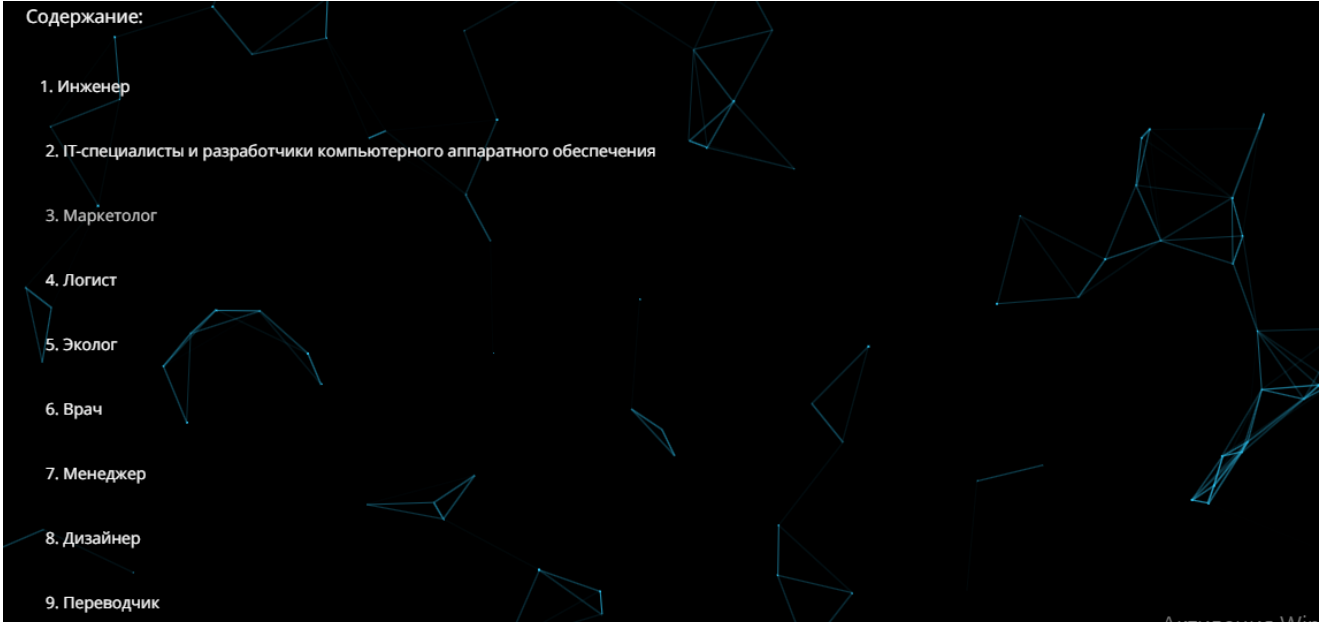 Содержание:
1. Инженер
2. IT-специалисты и разработчики компьютерного аппаратного обеспечения
3. Маркетолог
4. Логист
5. Эколог
6. Врач
7. Менеджер
8. Дизайнер
9. Переводчик